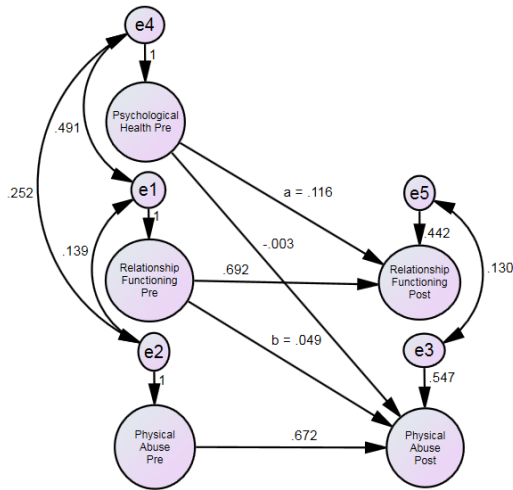 e4
1
Psychological
Health Pre
.491
.252
e1
1
a = .116
e5
.442
-.003
.139
Relationship
Functioning
Pre
.692
Relationship
Functioning
Post
.130
b = .049
e2
1
e3
.547
Physical
Abuse
Pre
.672
Physical
Abuse
Post